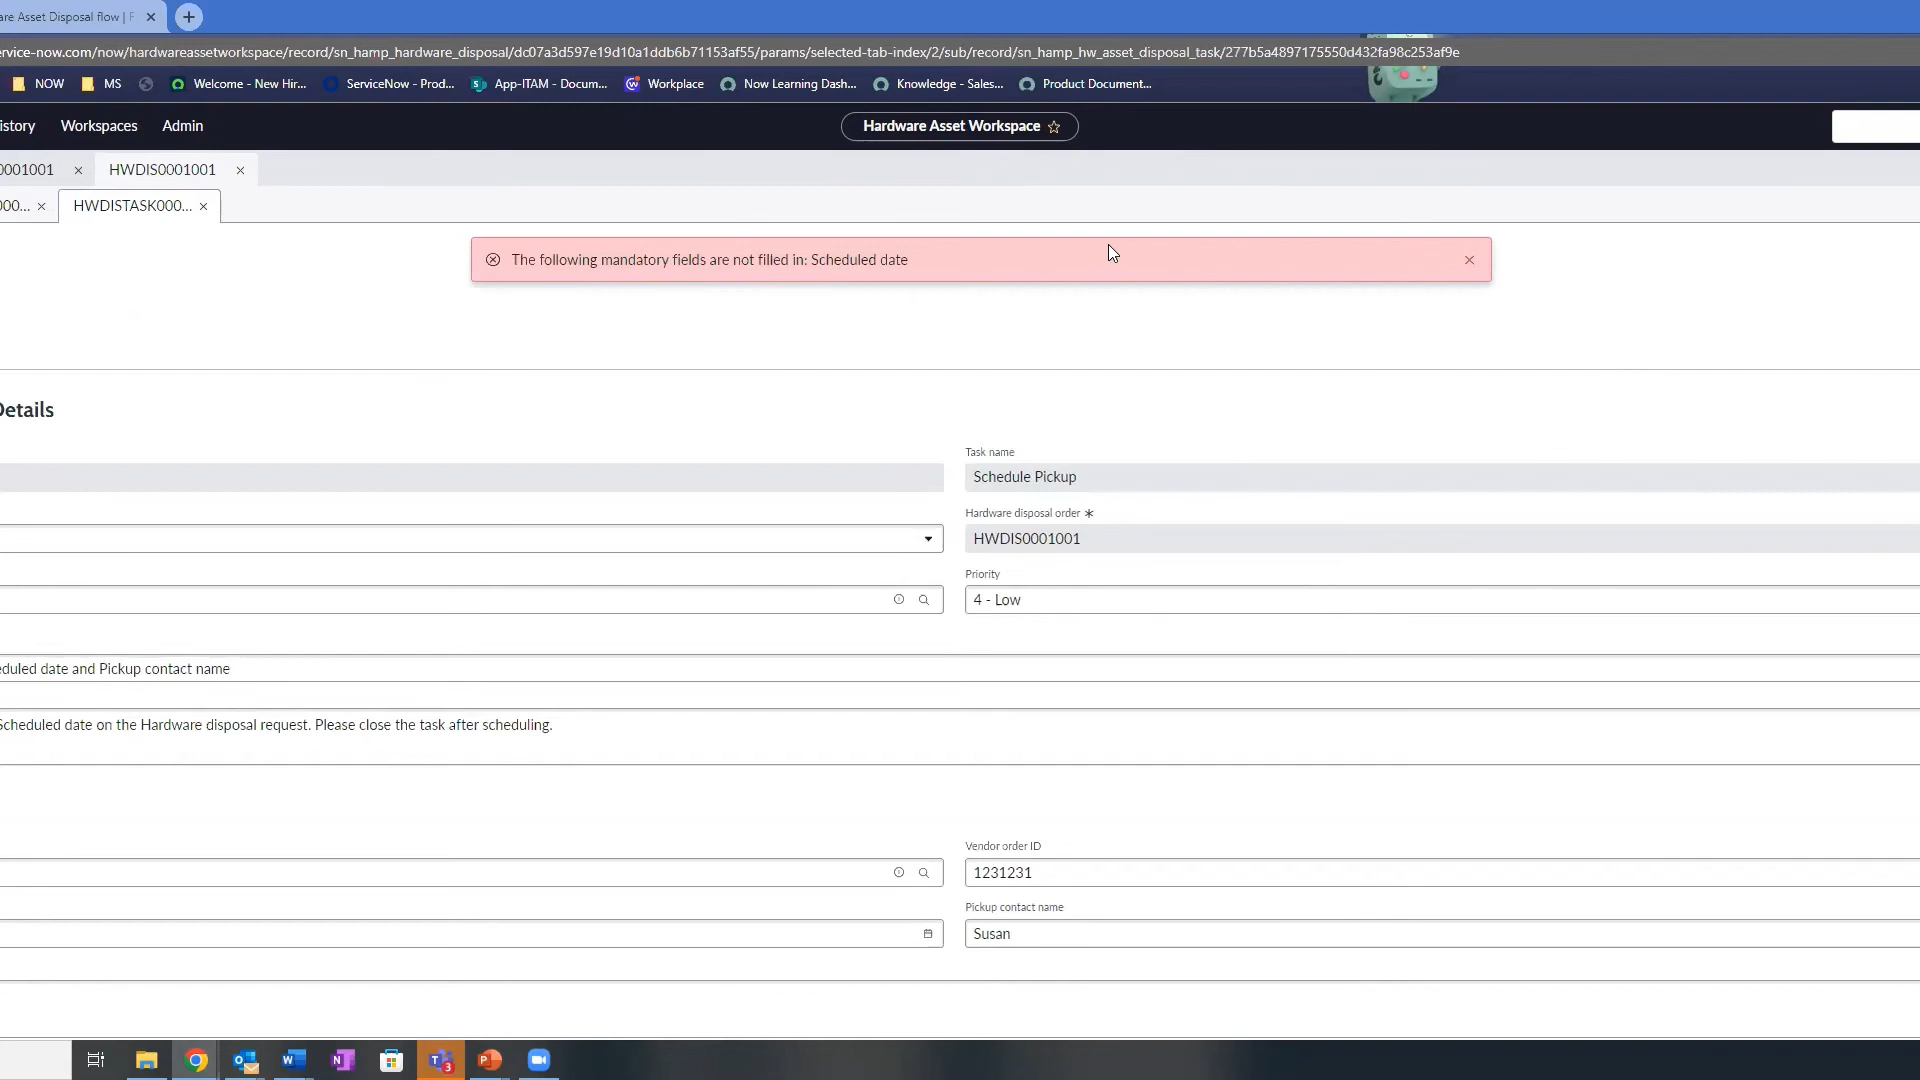 are Asset Disposal flow | F
rvice-now.com/now/hardwareassetworkspace/record/sn_hamp_hardware_disposal/dc07a3d597e19d10a1ddb6b71153af55/params/selected-tab-index/2/sub/record/sn_hamp_hw_asset_disposal_task/277b5a4897175550d432fa98c253af9e
NOW MS Welcome - New Hir... ServiceNow - Prod... App-ITAM - Docum... Workplace Now Learning Dash... Knowledge - Sales... Product Document...
istory Workspaces Admin Hardware Asset Workspace
0001001 HWDIS0001001
000... HWDISTASK000...
The following mandatory fields are not filled in: Scheduled date
Details
Task name
Schedule Pickup
Hardware disposal order *
HWDIS0001001
Priority
4 - Low
eduled date and Pickup contact name
Scheduled date on the Hardware disposal request. Please close the task after scheduling.
Vendor order ID
1231231
Pickup contact name
Susan